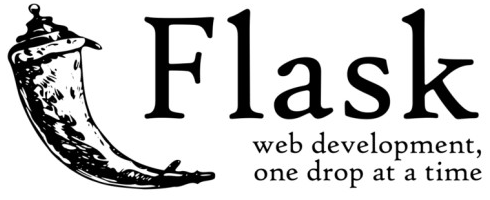 Flask
web development,
one drop at a time